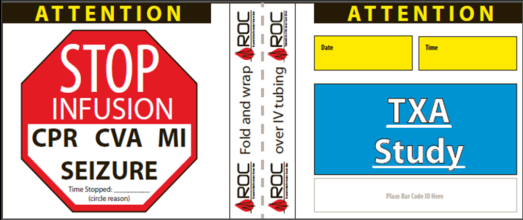 ATTENTION
STOP
INFUSION
CPR CVA MI
SEIZURE
Time Stopped: __________
(circle reason)
ROC
ROC
Fold and wrap
over IV tubing
ROC
ROC
ATTENTION
Date
Time
TXA
Study
Place Bar Code ID Here